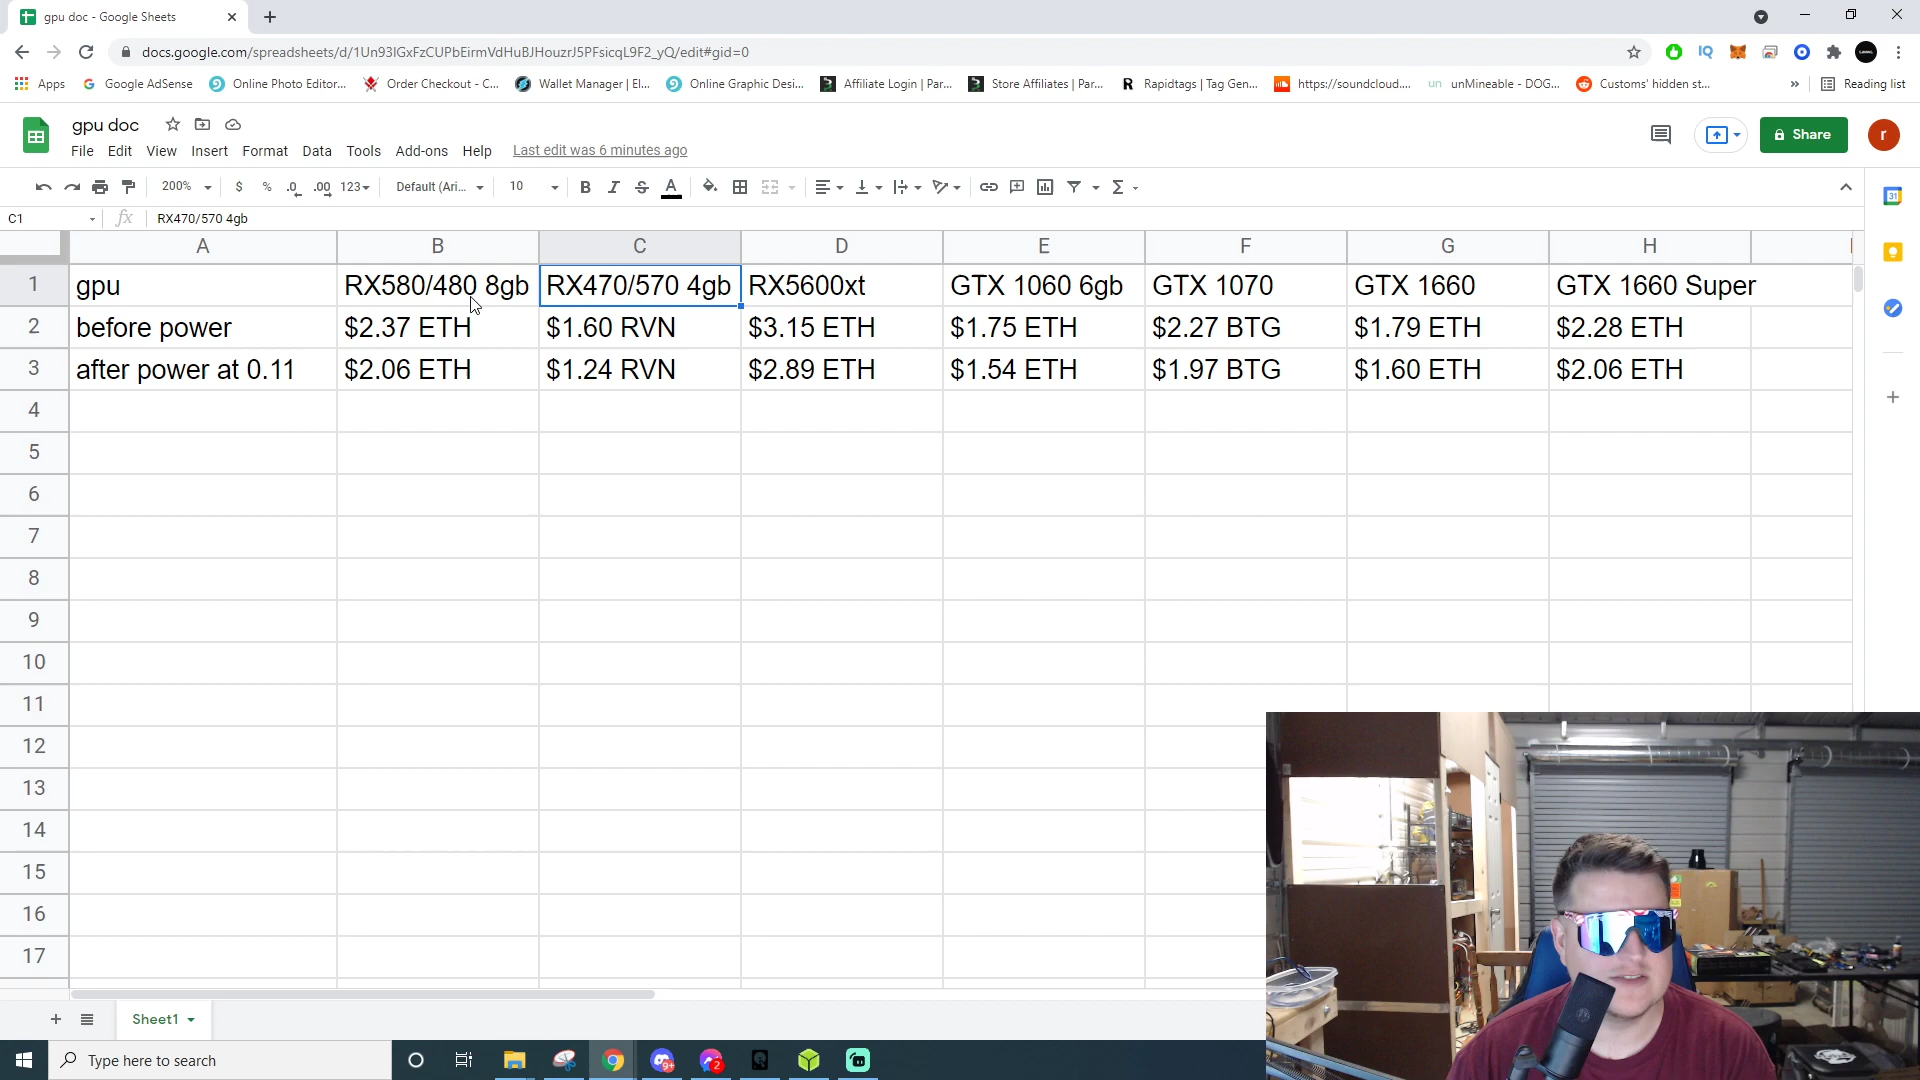 gpu doc - Google Sheets
docs.google.com/spreadsheets/d/1Un93IGxFzCUPbEirmVdHuBJHouzrJ5PFsicqL9F2_yQ/edit#gid=0
Apps Google AdSense Online Photo Editor... Order Checkout - C... Wallet Manager | El... Online Graphic Desi... Affiliate Login | Par... Store Affiliates | Par... R Rapidtags | Tag Gen... https://soundcloud.... un unMineable - DOG... Customs' hidden st... » Reading list
gpu doc
File Edit View Insert Format Data Tools Add-ons Help Last edit was 6 minutes ago
Share
r
200% $ % .0 .00 123 Default (Ari... 10 B I S A
C1 fx RX470/570 4gb
A B C D E F G H
1 gpu RX580/480 8gb RX470/570 4gb RX5600xt GTX 1060 6gb GTX 1070 GTX 1660 GTX 1660 Super
2 before power $2.37 ETH $1.60 RVN $3.15 ETH $1.75 ETH $2.27 BTG $1.79 ETH $2.28 ETH
3 after power at 0.11 $2.06 ETH $1.24 RVN $2.89 ETH $1.54 ETH $1.97 BTG $1.60 ETH $2.06 ETH
4
5
6
7
8
9
10
11
12
13
14
15
16
17
Sheet1
Type here to search
9+
2
31